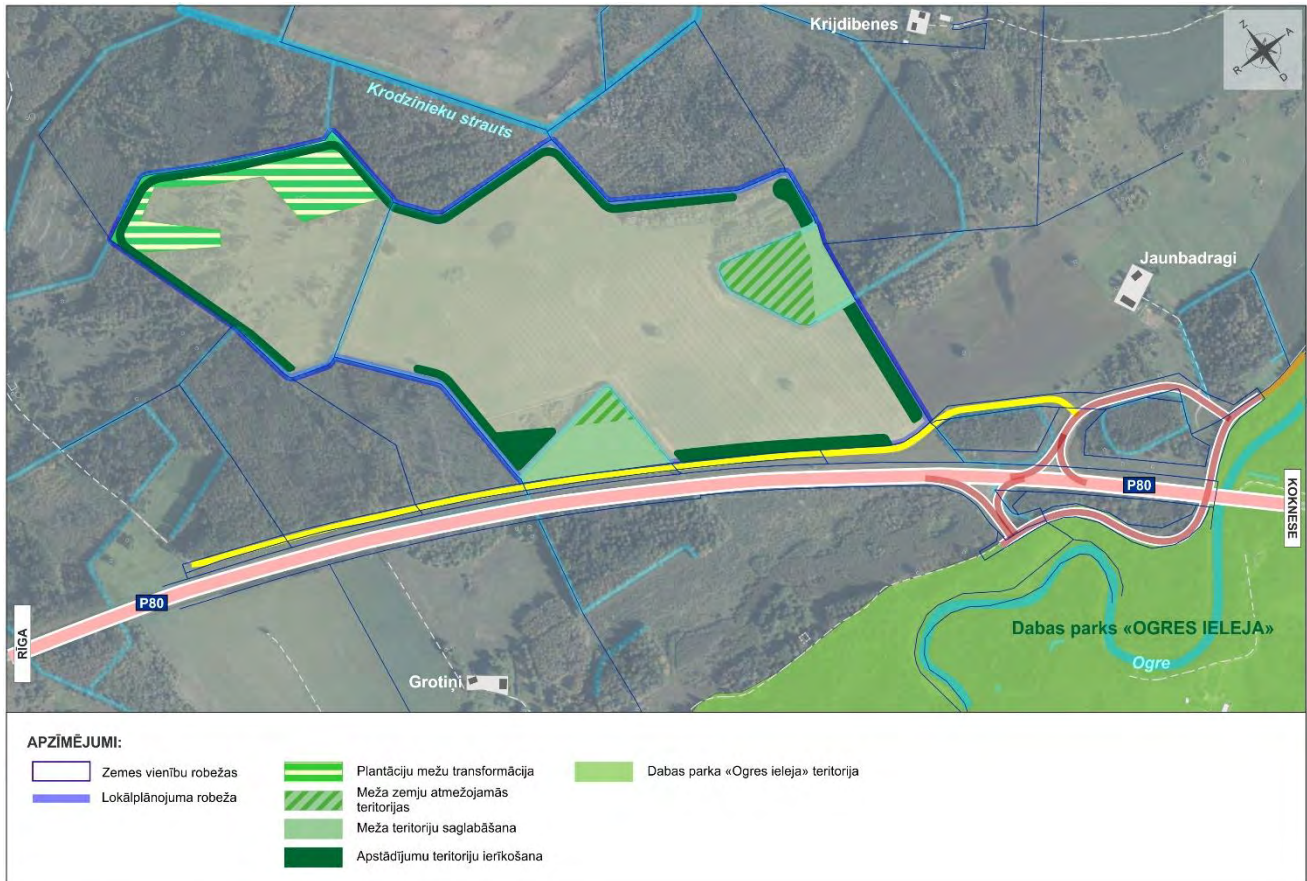 Krijdibenes
Z
A
R
D
Krodzinieku strauts
Jaunbadragi
P80
KOKNESE
P80
RĪGA
Dabas parks «OGRES IELEJA»
Ogre
Grotiņi
APZĪMĒJUMI:
Zemes vienību robežas
Lokālplānojuma robeža
Plantāciju mežu transformācija
Meža zemju atmežojamās
teritorijas
Meža teritoriju saglabāšana
Apstādījumu teritoriju ierīkošana
Dabas parka «Ogres ieleja» teritorija